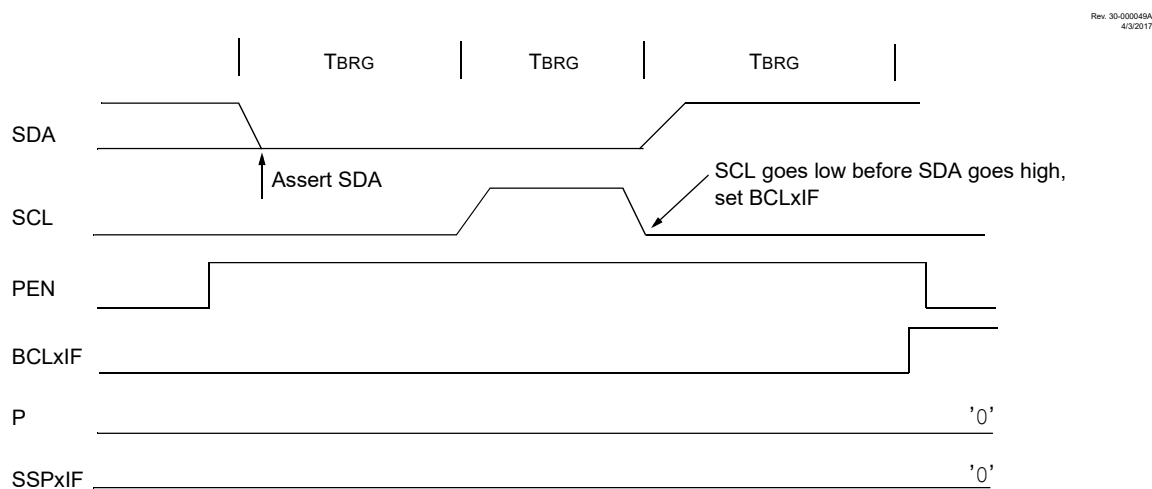 Rev. 30-000049A
4/3/2017
TBRG TBRG TBRG
SDA
Assert SDA
SCL goes low before SDA goes high,
set BCLxIF
SCL
PEN
BCLxIF
P '0'
SSPxIF '0'